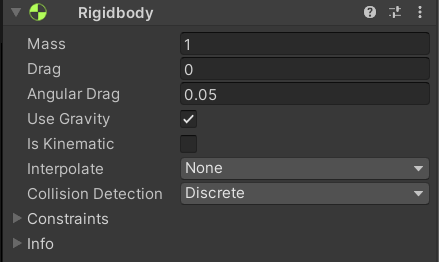 Rigidbody
Mass 1
Drag 0
Angular Drag 0.05
Use Gravity
Is Kinematic
Interpolate None
Collision Detection Discrete
Constraints
Info